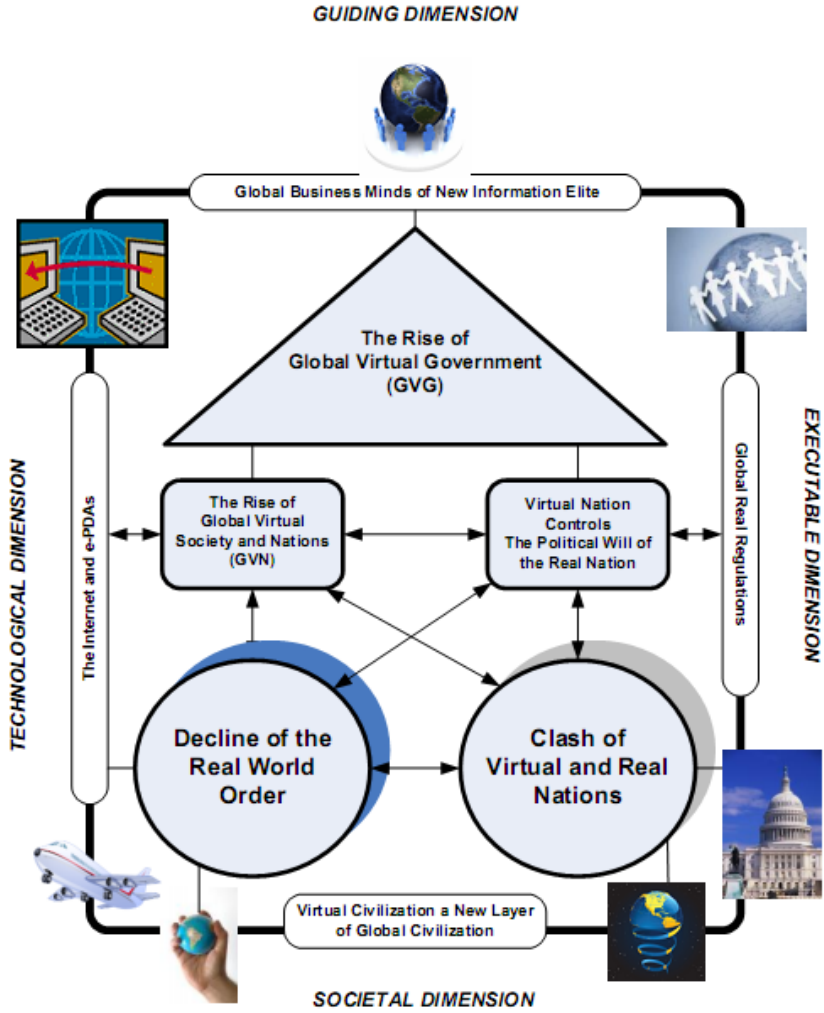 GUIDING DIMENSION
Global Business Minds of New Information Elite
The Rise of
Global Virtual Government
(GVG)
TECHNOLOGICAL DIMENSION
The Internet and e-PDAs
The Rise of
Global Virtual
Society and Nations
(GVN)
Virtual Nation
Controls
The Political Will of
the Real Nation
Global Real Regulations
EXECUTABLE DIMENSION
Decline of the
Real World
Order
Clash of
Virtual and Real
Nations
Virtual Civilization a New Layer
of Global Civilization
SOCIETAL DIMENSION